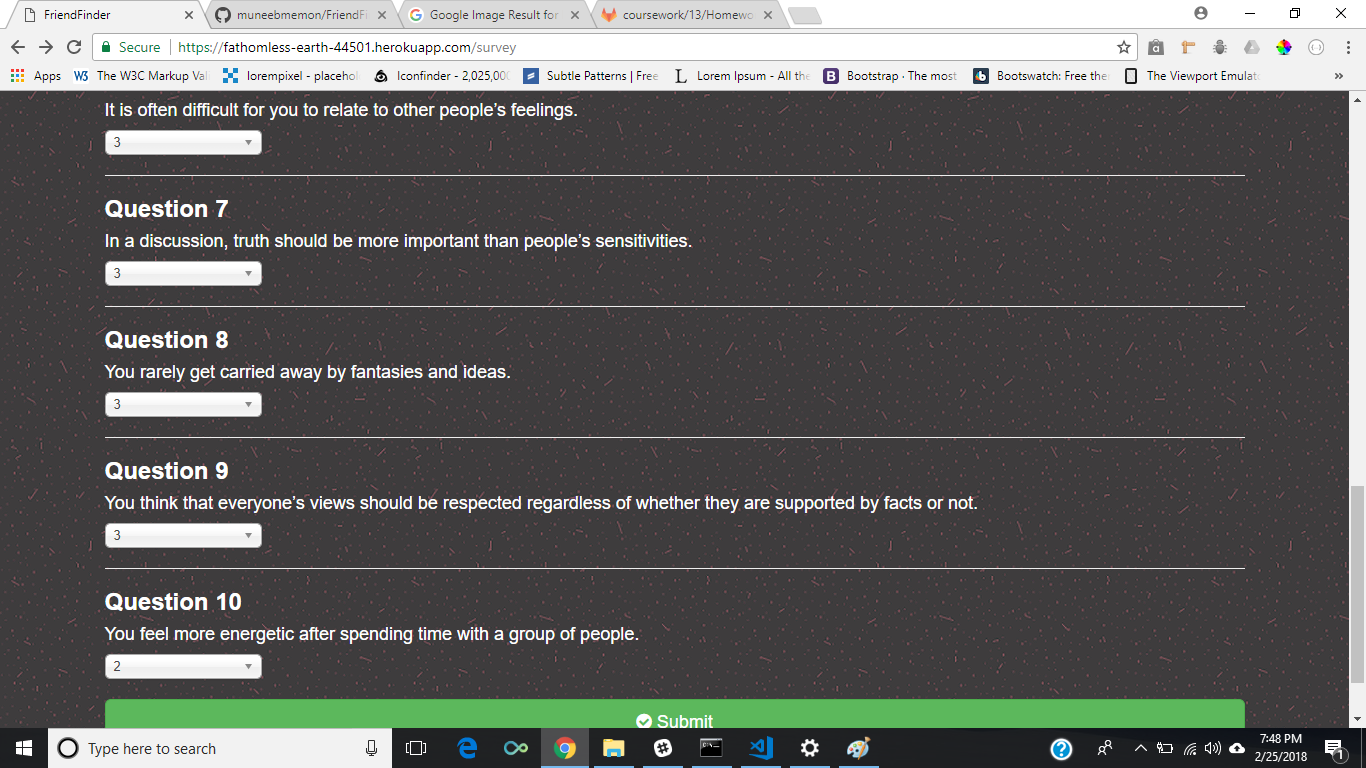 FriendFinder
muneebmemon/FriendFi
Google Image Result for
coursework/13/Homewo
Secure
https://fathomless-earth-44501.herokuapp.com/survey
Apps
The W3C Markup Val
lorempixel - placehol
Iconfinder - 2,025,00
Subtle Patterns | Free
Lorem Ipsum - All the
Bootstrap · The most
Bootswatch: Free the
The Viewport Emulat
It is often difficult for you to relate to other people’s feelings.
3
Question 7
In a discussion, truth should be more important than people’s sensitivities.
3
Question 8
You rarely get carried away by fantasies and ideas.
3
Question 9
You think that everyone’s views should be respected regardless of whether they are supported by facts or not.
3
Question 10
You feel more energetic after spending time with a group of people.
2
Submit
Type here to search
7:48 PM
2/25/2018
1